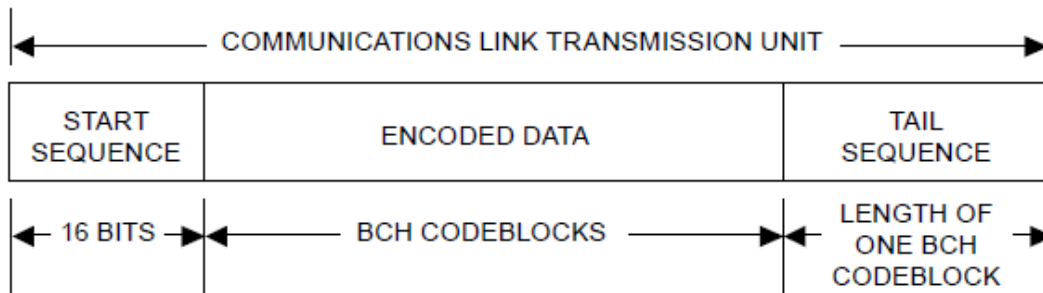 COMMUNICATIONS LINK TRANSMISSION UNIT
START
SEQUENCE
ENCODED DATA
TAIL
SEQUENCE
16 BITS
BCH CODEBLOCKS
LENGTH OF
ONE BCH
CODEBLOCK